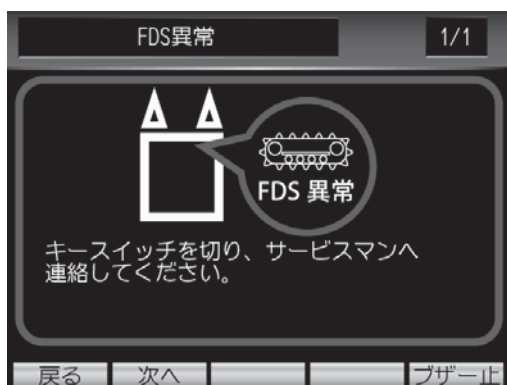 FDS異常
1/1
FDS 異常
キースイッチを切り、サービスマンへ
連絡してください。
戻る
次へ
ブザー止